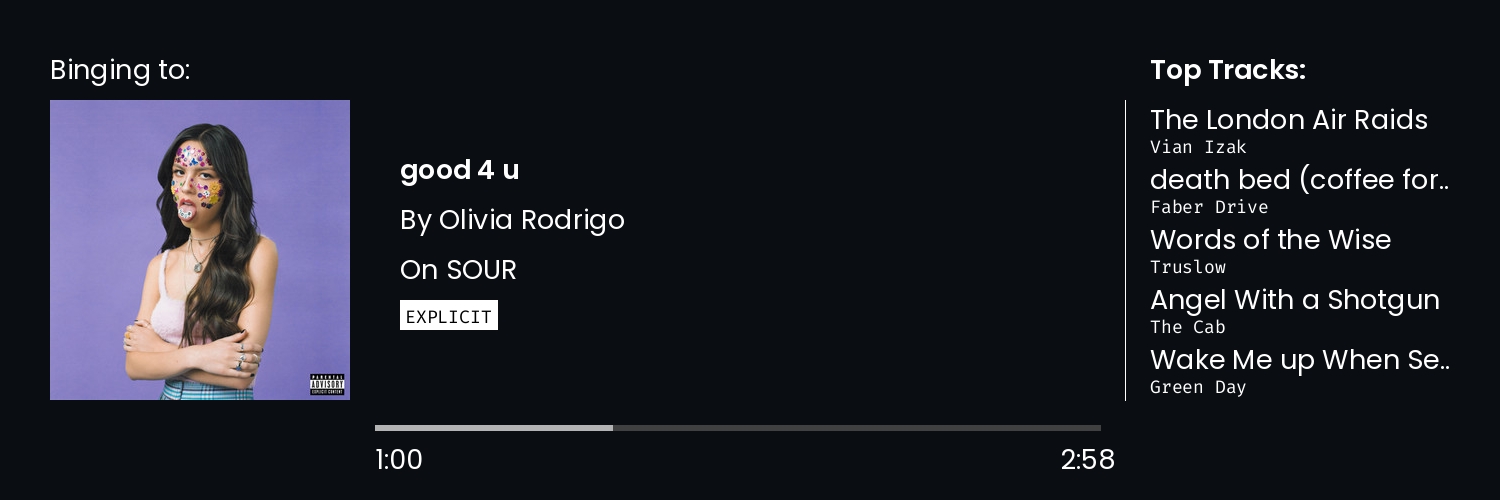 Binging to:
PARENTAL
ADVISORY
EXPLICIT CONTENT
good 4 u
By Olivia Rodrigo
On SOUR
EXPLICIT
1:00
2:58
Top Tracks:
The London Air Raids
Vian Izak
death bed (coffee for..
Faber Drive
Words of the Wise
Truslow
Angel With a Shotgun
The Cab
Wake Me up When Se..
Green Day